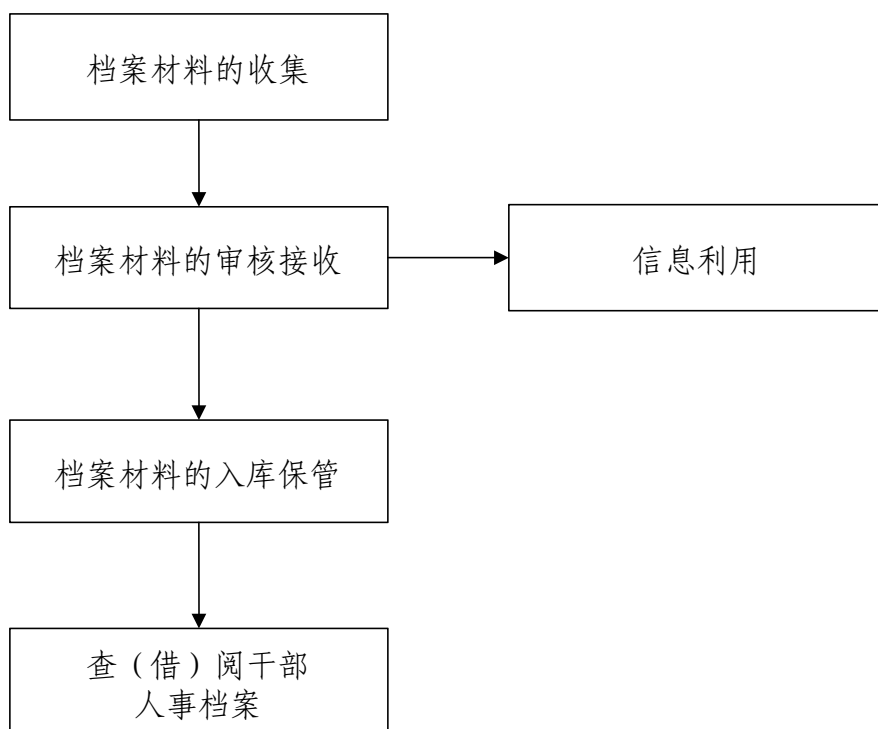 档案材料的收集
档案材料的审核接收
信息利用
档案材料的入库保管
查（借）阅干部
人事档案